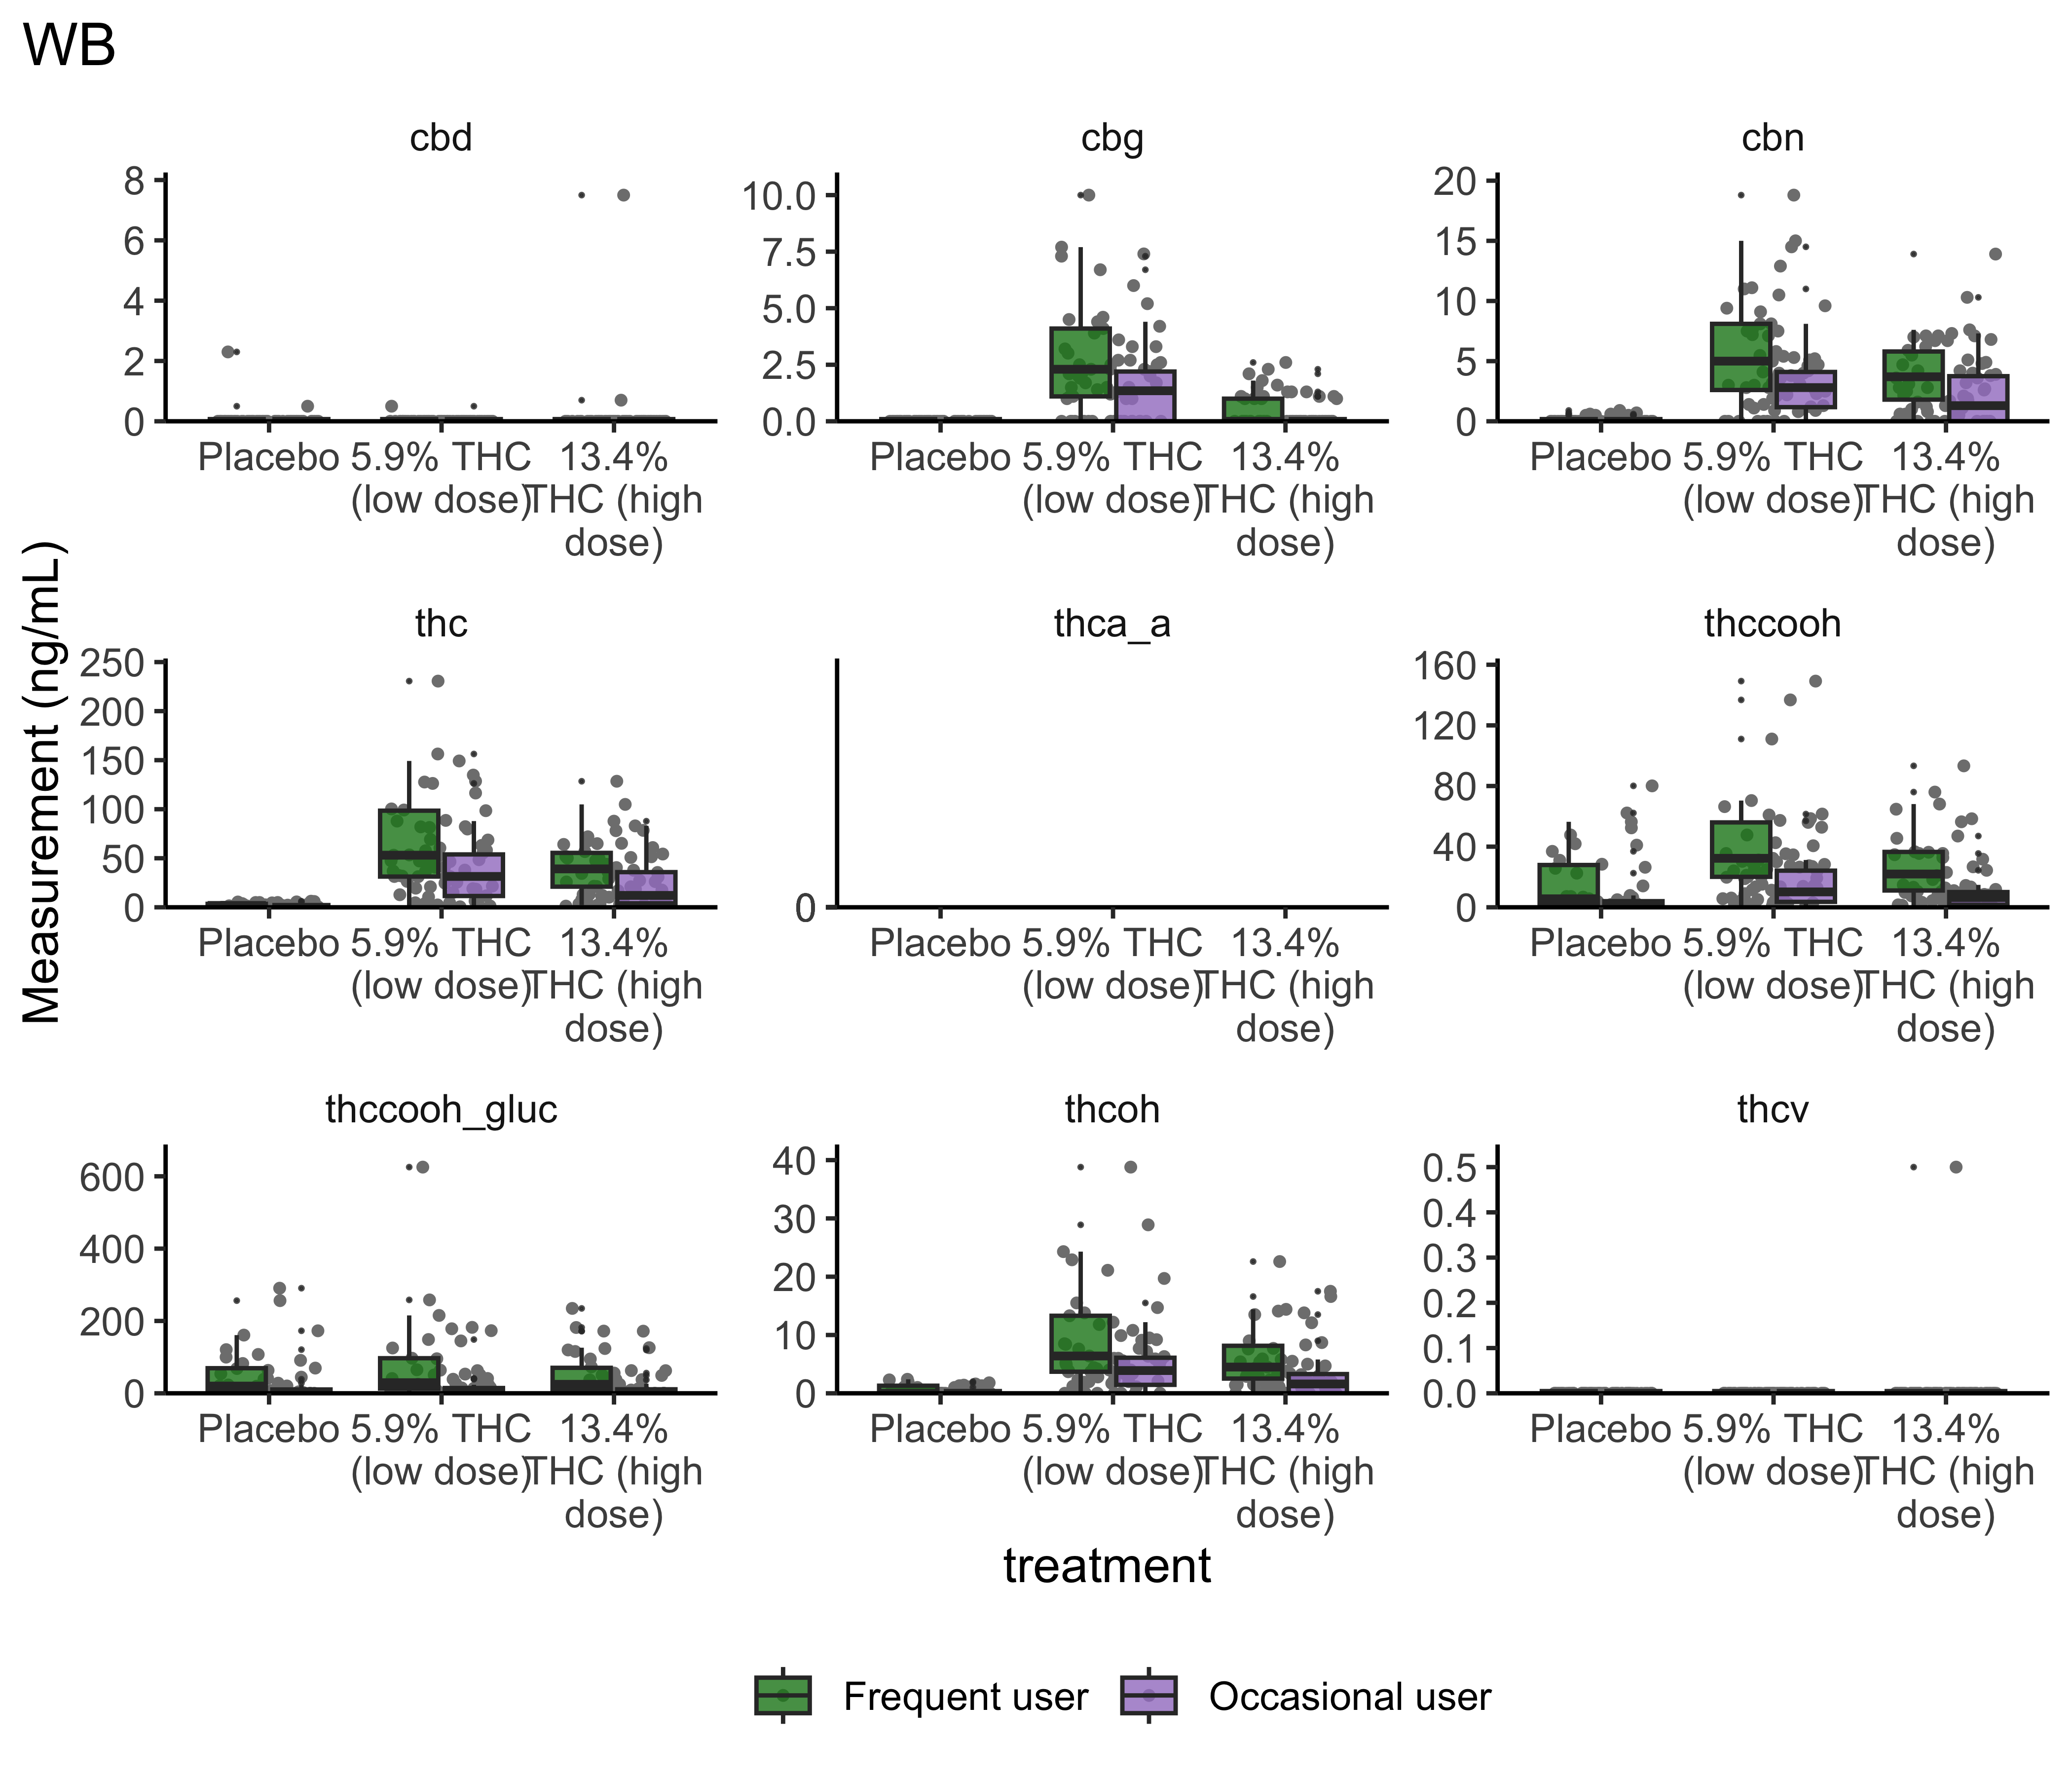 WB
cbd
cbg
cbn
8
6
4
2
0
10.0
7.5
5.0
2.5
0.0
20
15
10
5
0
Placebo 5.9% THC 13.4%
(low dose) THC (high
dose)
Placebo 5.9% THC 13.4%
(low dose) THC (high
dose)
Placebo 5.9% THC 13.4%
(low dose) THC (high
dose)
Measurement (ng/mL)
thc
thca_a
thccooh
250
200
150
100
50
0
0
160
120
80
40
0
Placebo 5.9% THC 13.4%
(low dose) THC (high
dose)
Placebo 5.9% THC 13.4%
(low dose) THC (high
dose)
Placebo 5.9% THC 13.4%
(low dose) THC (high
dose)
thccooh_gluc
thcoh
thcv
600
400
200
0
40
30
20
10
0
0.5
0.4
0.3
0.2
0.1
0.0
Placebo 5.9% THC 13.4%
(low dose) THC (high
dose)
Placebo 5.9% THC 13.4%
(low dose) THC (high
dose)
Placebo 5.9% THC 13.4%
(low dose) THC (high
dose)
treatment
Frequent user
Occasional user